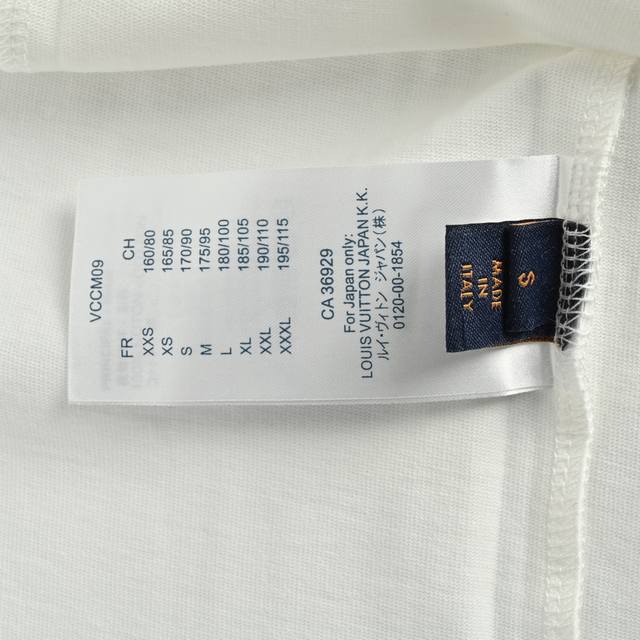 VCCM09
FR CH
XXS 160/80
XS 165/85
S 170/90
M 175/95
L 180/100
XL 185/105
XXL 190/110
XXXL 195/115
CA 36929
For Japan only:
LOUIS VUITTON JAPAN K.K.
ルイ・ヴィトン ジャパン(株)
0120-00-1854
S
MADE
IN
ITALY